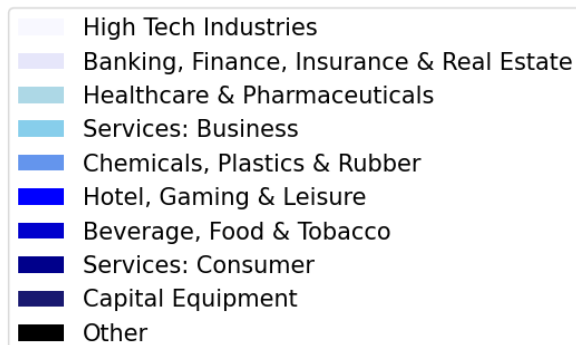 High Tech Industries
Banking, Finance, Insurance & Real Estate
Healthcare & Pharmaceuticals
Services: Business
Chemicals, Plastics & Rubber
Hotel, Gaming & Leisure
Beverage, Food & Tobacco
Services: Consumer
Capital Equipment
Other